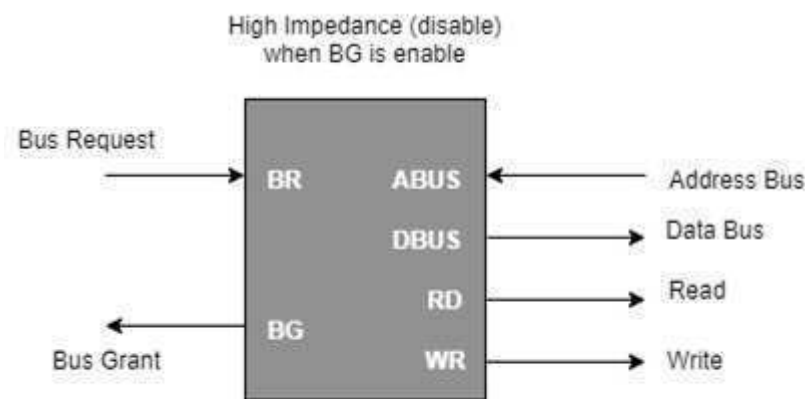 High Impedance (disable)
when BG is enable
Bus Request
BR
ABUS
Address Bus
DBUS
Data Bus
RD
Read
BG
Bus Grant
WR
Write